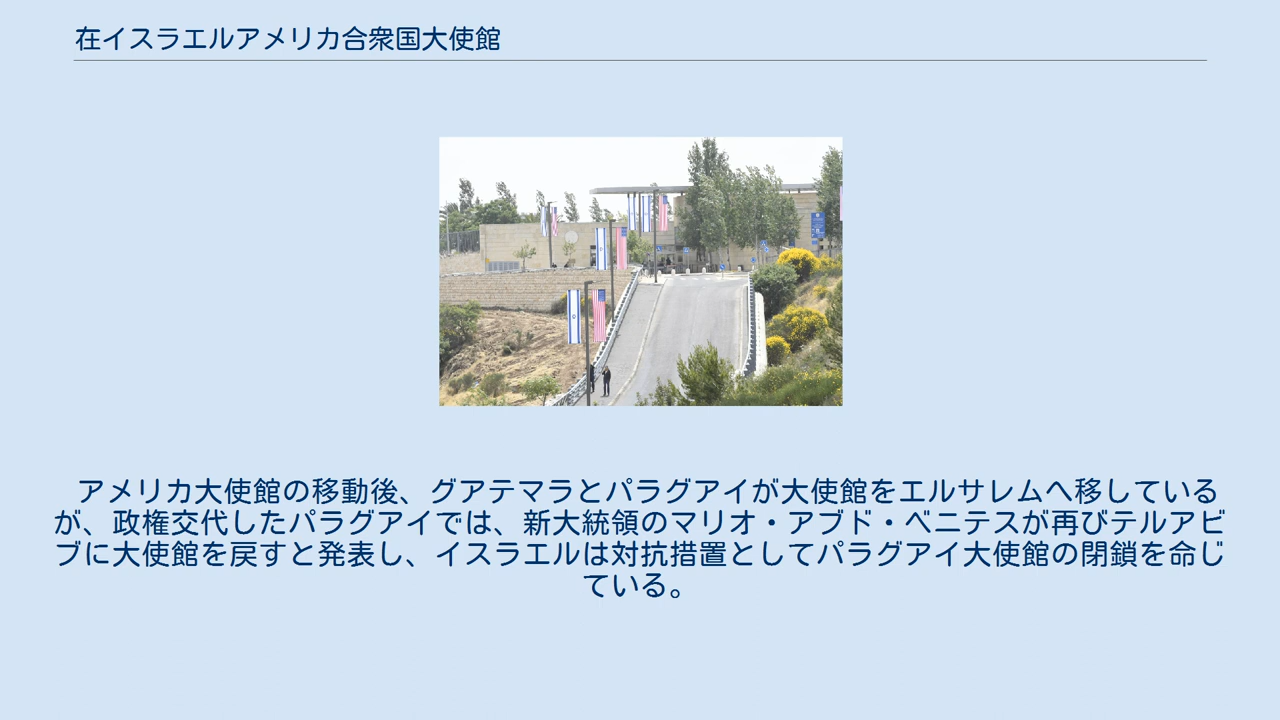 在イスラエルアメリカ合衆国大使館
アメリカ大使館の移動後、グアテマラとパラグアイが大使館をエルサレムへ移している
が、政権交代したパラグアイでは、新大統領のマリオ・アブド・ベニテスが再びテルアビ
ブに大使館を戻すと発表し、イスラエルは対抗措置としてパラグアイ大使館の閉鎖を命じ
ている。